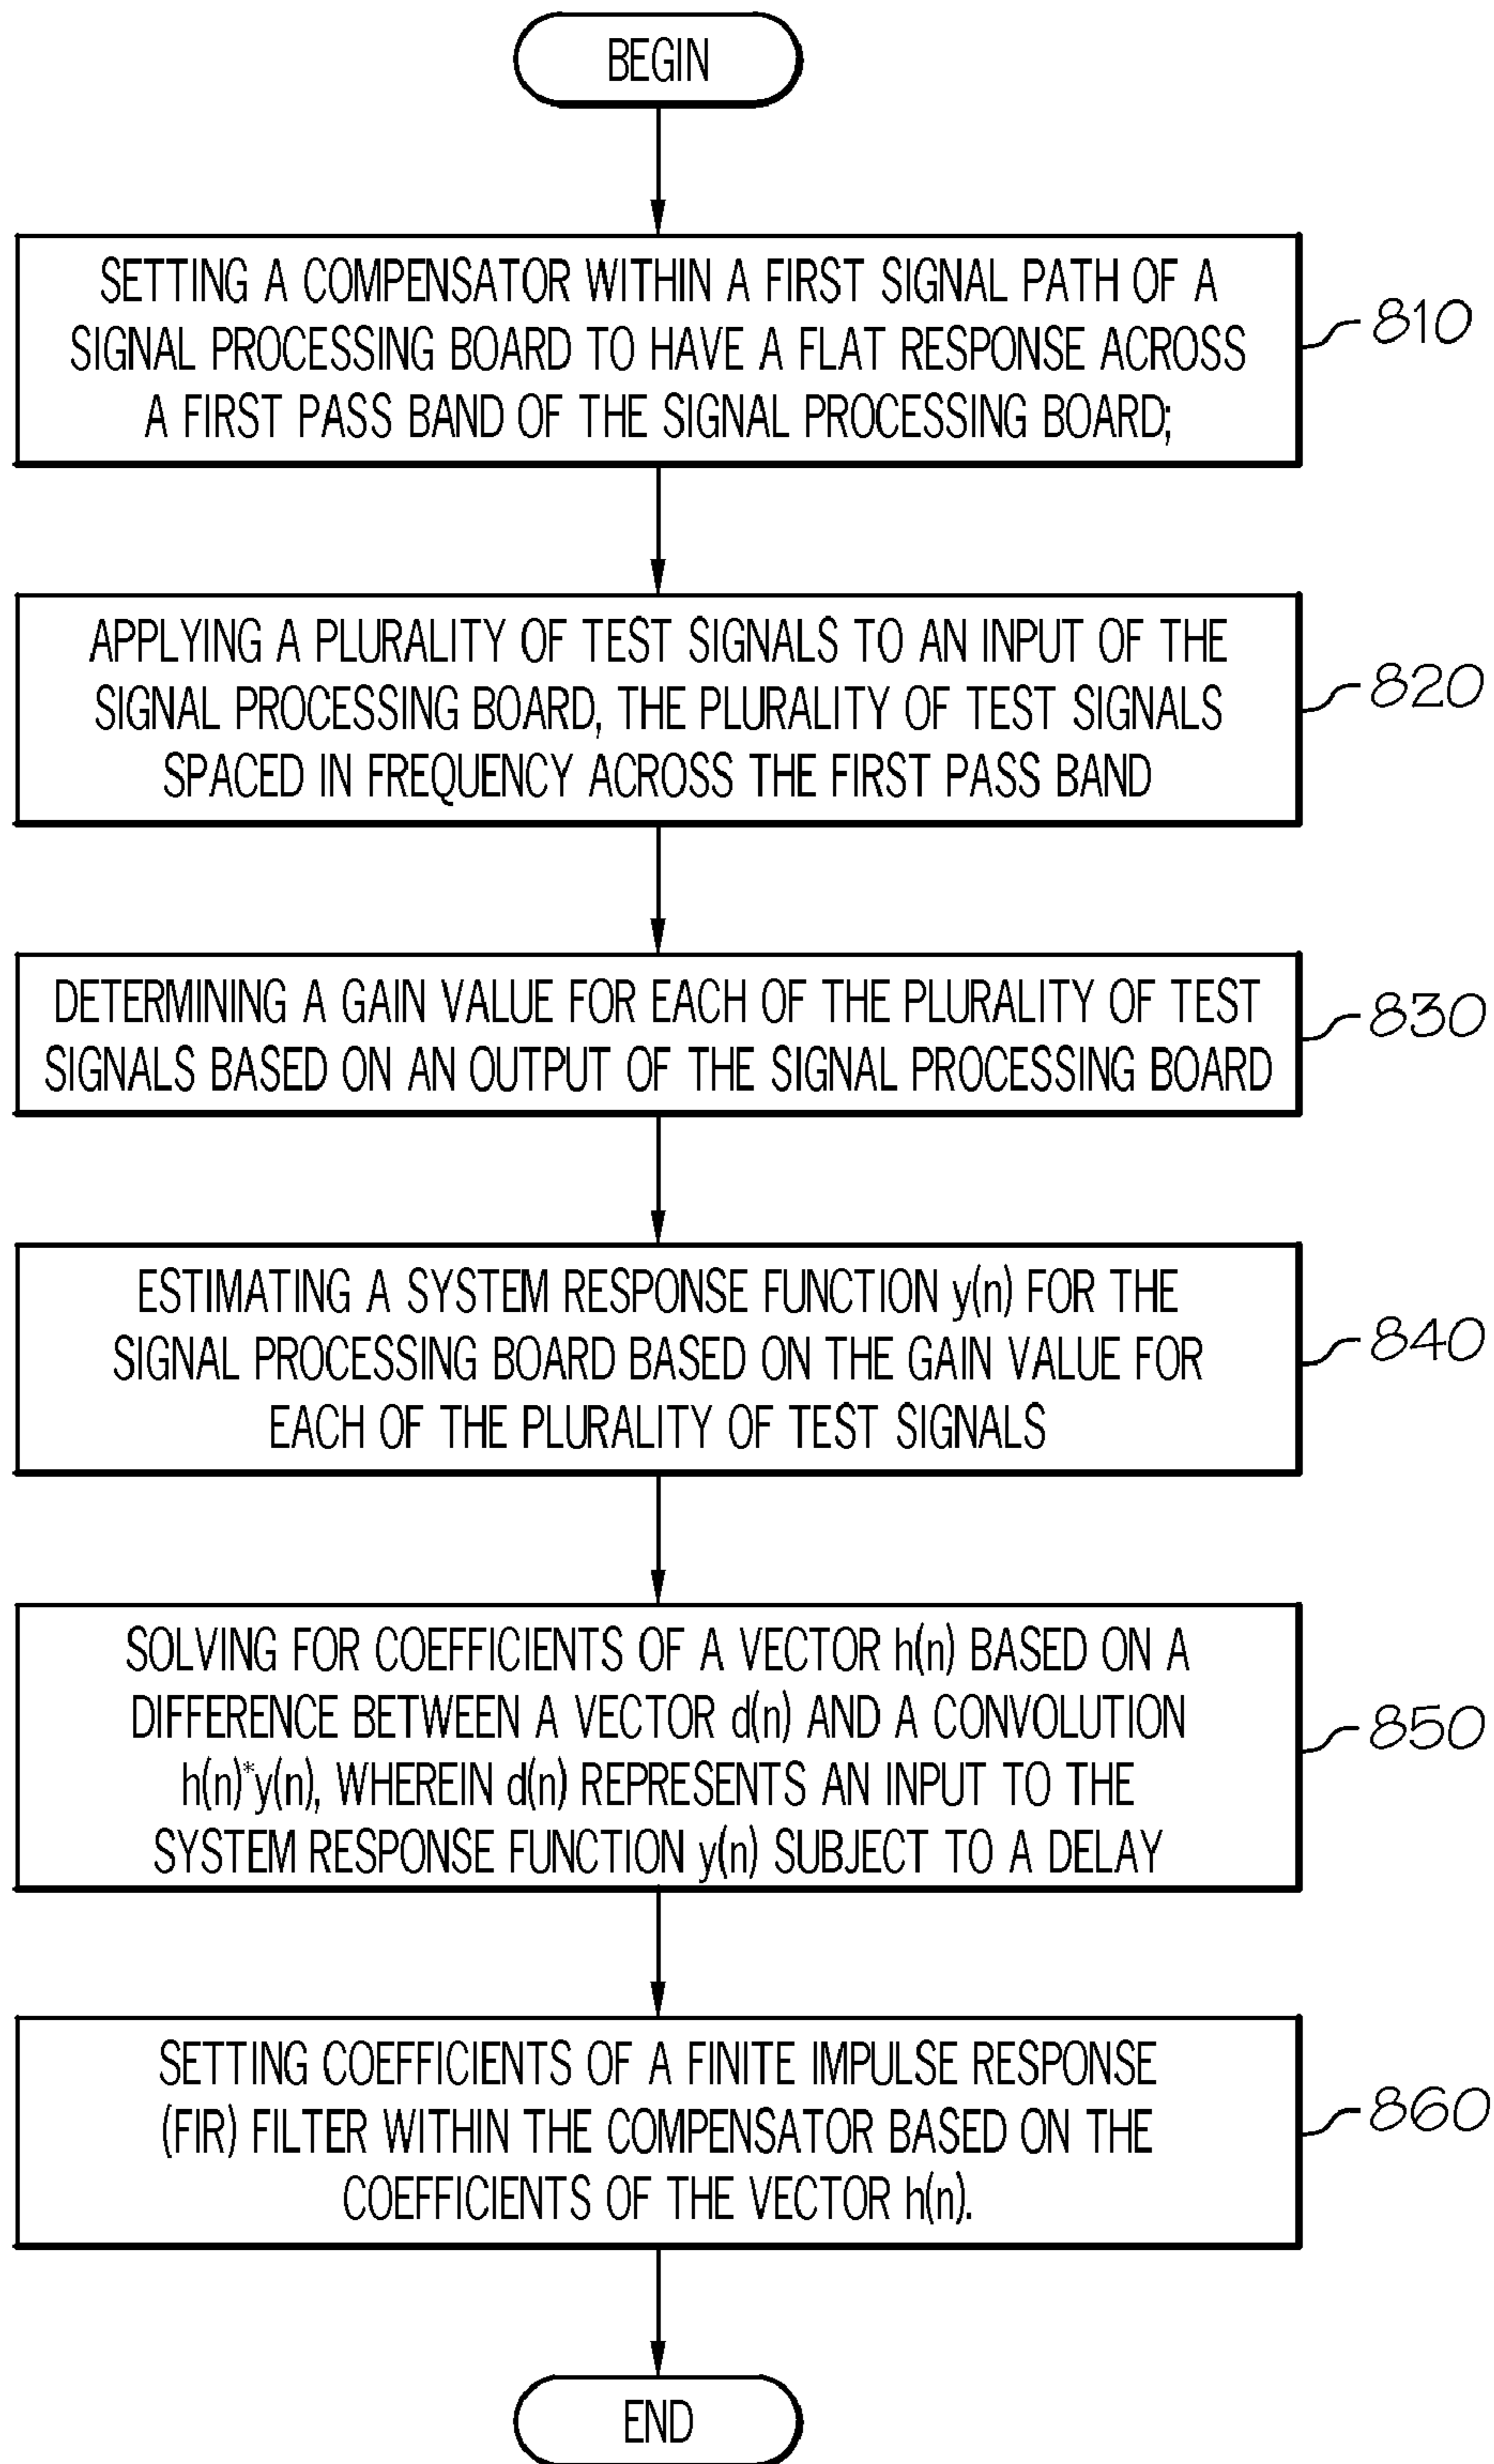 BEGIN
SETTING A COMPENSATOR WITHIN A FIRST SIGNAL PATH OF A
SIGNAL PROCESSING BOARD TO HAVE A FLAT RESPONSE ACROSS
A FIRST PASS BAND OF THE SIGNAL PROCESSING BOARD;
810
APPLYING A PLURALITY OF TEST SIGNALS TO AN INPUT OF THE
SIGNAL PROCESSING BOARD, THE PLURALITY OF TEST SIGNALS
SPACED IN FREQUENCY ACROSS THE FIRST PASS BAND
820
DETERMINING A GAIN VALUE FOR EACH OF THE PLURALITY OF TEST
SIGNALS BASED ON AN OUTPUT OF THE SIGNAL PROCESSING BOARD
830
ESTIMATING A SYSTEM RESPONSE FUNCTION y(n) FOR THE
SIGNAL PROCESSING BOARD BASED ON THE GAIN VALUE FOR
EACH OF THE PLURALITY OF TEST SIGNALS
840
SOLVING FOR COEFFICIENTS OF A VECTOR h(n) BASED ON A
DIFFERENCE BETWEEN A VECTOR d(n) AND A CONVOLUTION
h(n)*y(n), WHEREIN d(n) REPRESENTS AN INPUT TO THE
SYSTEM RESPONSE FUNCTION y(n) SUBJECT TO A DELAY
850
SETTING COEFFICIENTS OF A FINITE IMPULSE RESPONSE
(FIR) FILTER WITHIN THE COMPENSATOR BASED ON THE
COEFFICIENTS OF THE VECTOR h(n).
860
END